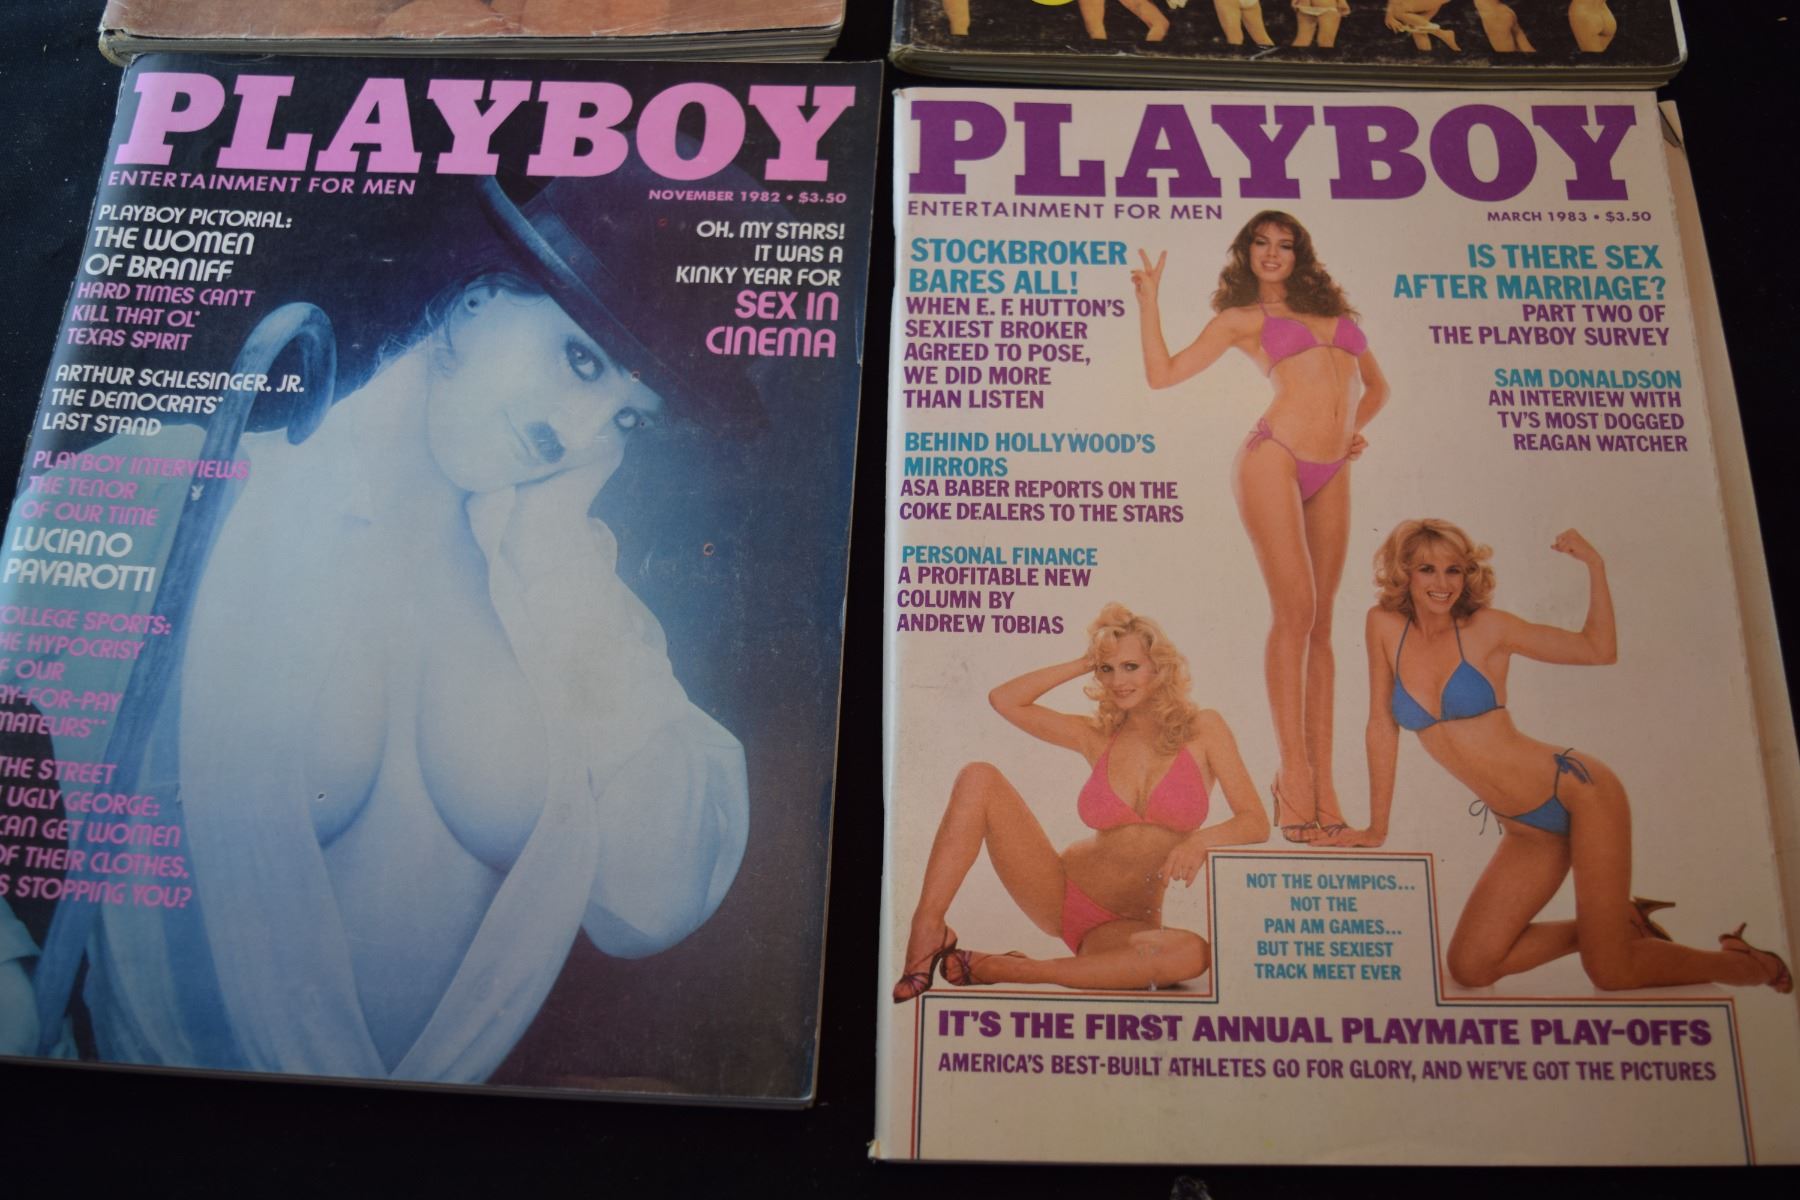 PLAYBOY
ENTERTAINMENT FOR MEN
NOVEMBER 1982 • $3.50
PLAYBOY PICTORIAL:
THE WOMEN
OF BRANIFF
HARD TIMES CAN'T
KILL THAT OL'
TEXAS SPIRIT
ARTHUR SCHLESINGER, JR.
THE DEMOCRATS'
LAST STAND
PLAYBOY INTERVIEWS
THE TENOR
OF OUR TIME
LUCIANO
PAVAROTTI
OLLEGE SPORTS:
HE HYPOCRISY
F OUR
AY-FOR-PAY
MATEURS"
THE STREET
UGLY GEORGE:
CAN GET WOMEN
OF THEIR CLOTHES.
S STOPPING YOU?
OH, MY STARS!
IT WAS A
KINKY YEAR FOR
SEX IN
CINEMA
PLAYBOY
ENTERTAINMENT FOR MEN
MARCH 1983 • $3.50
STOCKBROKER
BARES ALL!
WHEN E. F. HUTTON'S
SEXIEST BROKER
AGREED TO POSE,
WE DID MORE
THAN LISTEN
BEHIND HOLLYWOOD'S
MIRRORS
ASA BABER REPORTS ON THE
COKE DEALERS TO THE STARS
PERSONAL FINANCE
A PROFITABLE NEW
COLUMN BY
ANDREW TOBIAS
IS THERE SEX
AFTER MARRIAGE?
PART TWO OF
THE PLAYBOY SURVEY
SAM DONALDSON
AN INTERVIEW WITH
TV'S MOST DOGGED
REAGAN WATCHER
NOT THE OLYMPICS...
NOT THE
PAN AM GAMES...
BUT THE SEXIEST
TRACK MEET EVER
IT'S THE FIRST ANNUAL PLAYMATE PLAY-OFFS
AMERICA'S BEST-BUILT ATHLETES GO FOR GLORY, AND WE'VE GOT THE PICTURES